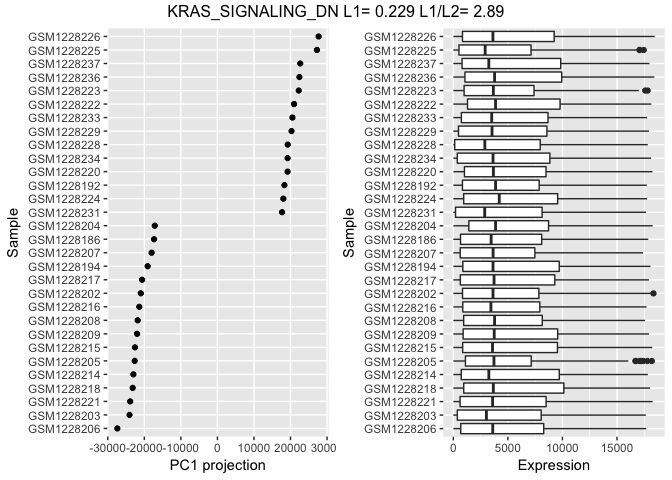 KRAS_SIGNALING_DN L1= 0.229 L1/L2= 2.89
Sample
GSM1228226
GSM1228225
GSM1228237
GSM1228236
GSM1228223
GSM1228222
GSM1228233
GSM1228229
GSM1228228
GSM1228234
GSM1228220
GSM1228192
GSM1228224
GSM1228231
GSM1228204
GSM1228186
GSM1228207
GSM1228194
GSM1228217
GSM1228202
GSM1228216
GSM1228208
GSM1228209
GSM1228215
GSM1228205
GSM1228214
GSM1228218
GSM1228221
GSM1228203
GSM1228206
-30000 -20000 -10000 0 10000 20000 30000
PC1 projection
Sample
GSM1228226
GSM1228225
GSM1228237
GSM1228236
GSM1228223
GSM1228222
GSM1228233
GSM1228229
GSM1228228
GSM1228234
GSM1228220
GSM1228192
GSM1228224
GSM1228231
GSM1228204
GSM1228186
GSM1228207
GSM1228194
GSM1228217
GSM1228202
GSM1228216
GSM1228208
GSM1228209
GSM1228215
GSM1228205
GSM1228214
GSM1228218
GSM1228221
GSM1228203
GSM1228206
0 5000 10000 15000
Expression